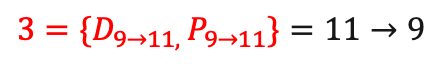 3 = {D₉→₁₁, P₉→₁₁} = 11 → 9